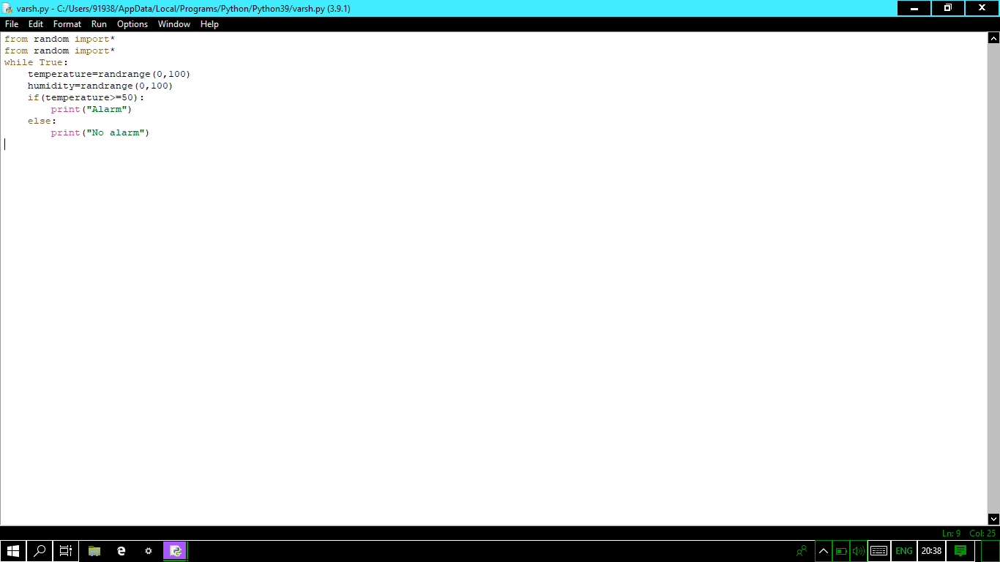 varsh.py - C:/Users/91938/AppData/Local/Programs/Python/Python39/varsh.py (3.9.1)
File Edit Format Run Options Window Help
from random import*
from random import*
while True:
    temperature=randrange(0,100)
    humidity=randrange(0,100)
    if(temperature>=50):
        print("Alarm")
    else:
        print("No alarm")
Ln: 9 Col: 25
ENG 20:38